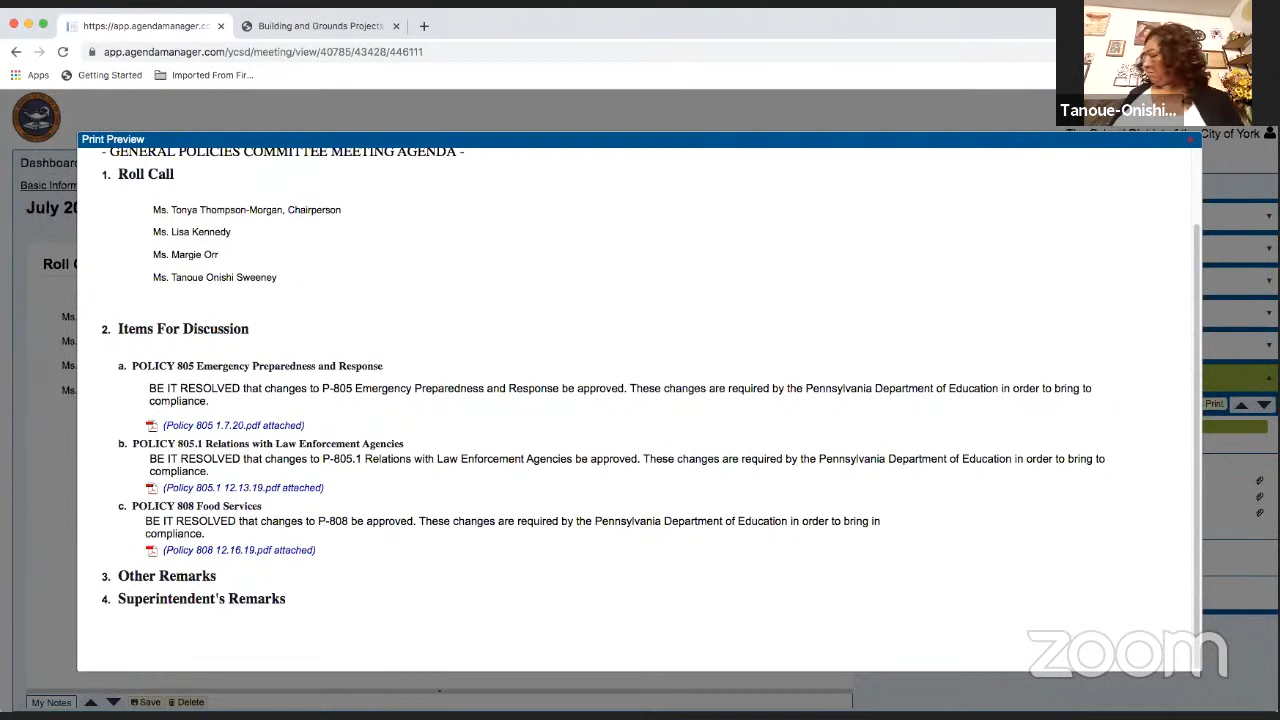 https://app.agendamanager.cc
Building and Grounds Projects
app.agendamanager.com/ycsd/meeting/view/40785/43428/446111
Apps
Getting Started
Imported From Fir...
Tanoue-Onishi...
City of York
Dashboard
Basic Inform
July 20
Roll C
Ms.
Ms.
Ms.
Ms.
Print Preview
- GENERAL POLICIES COMMITTEE MEETING AGENDA -
1. Roll Call
Ms. Tonya Thompson-Morgan, Chairperson
Ms. Lisa Kennedy
Ms. Margie Orr
Ms. Tanoue Onishi Sweeney
2. Items For Discussion
a. POLICY 805 Emergency Preparedness and Response
BE IT RESOLVED that changes to P-805 Emergency Preparedness and Response be approved. These changes are required by the Pennsylvania Department of Education in order to bring to
compliance.
(Policy 805 1.7.20.pdf attached)
b. POLICY 805.1 Relations with Law Enforcement Agencies
BE IT RESOLVED that changes to P-805.1 Relations with Law Enforcement Agencies be approved. These changes are required by the Pennsylvania Department of Education in order to bring to
compliance.
(Policy 805.1 12.13.19.pdf attached)
c. POLICY 808 Food Services
BE IT RESOLVED that changes to P-808 be approved. These changes are required by the Pennsylvania Department of Education in order to bring in
compliance.
(Policy 808 12.16.19.pdf attached)
3. Other Remarks
4. Superintendent's Remarks
Print
zoom
My Notes
Save
Delete